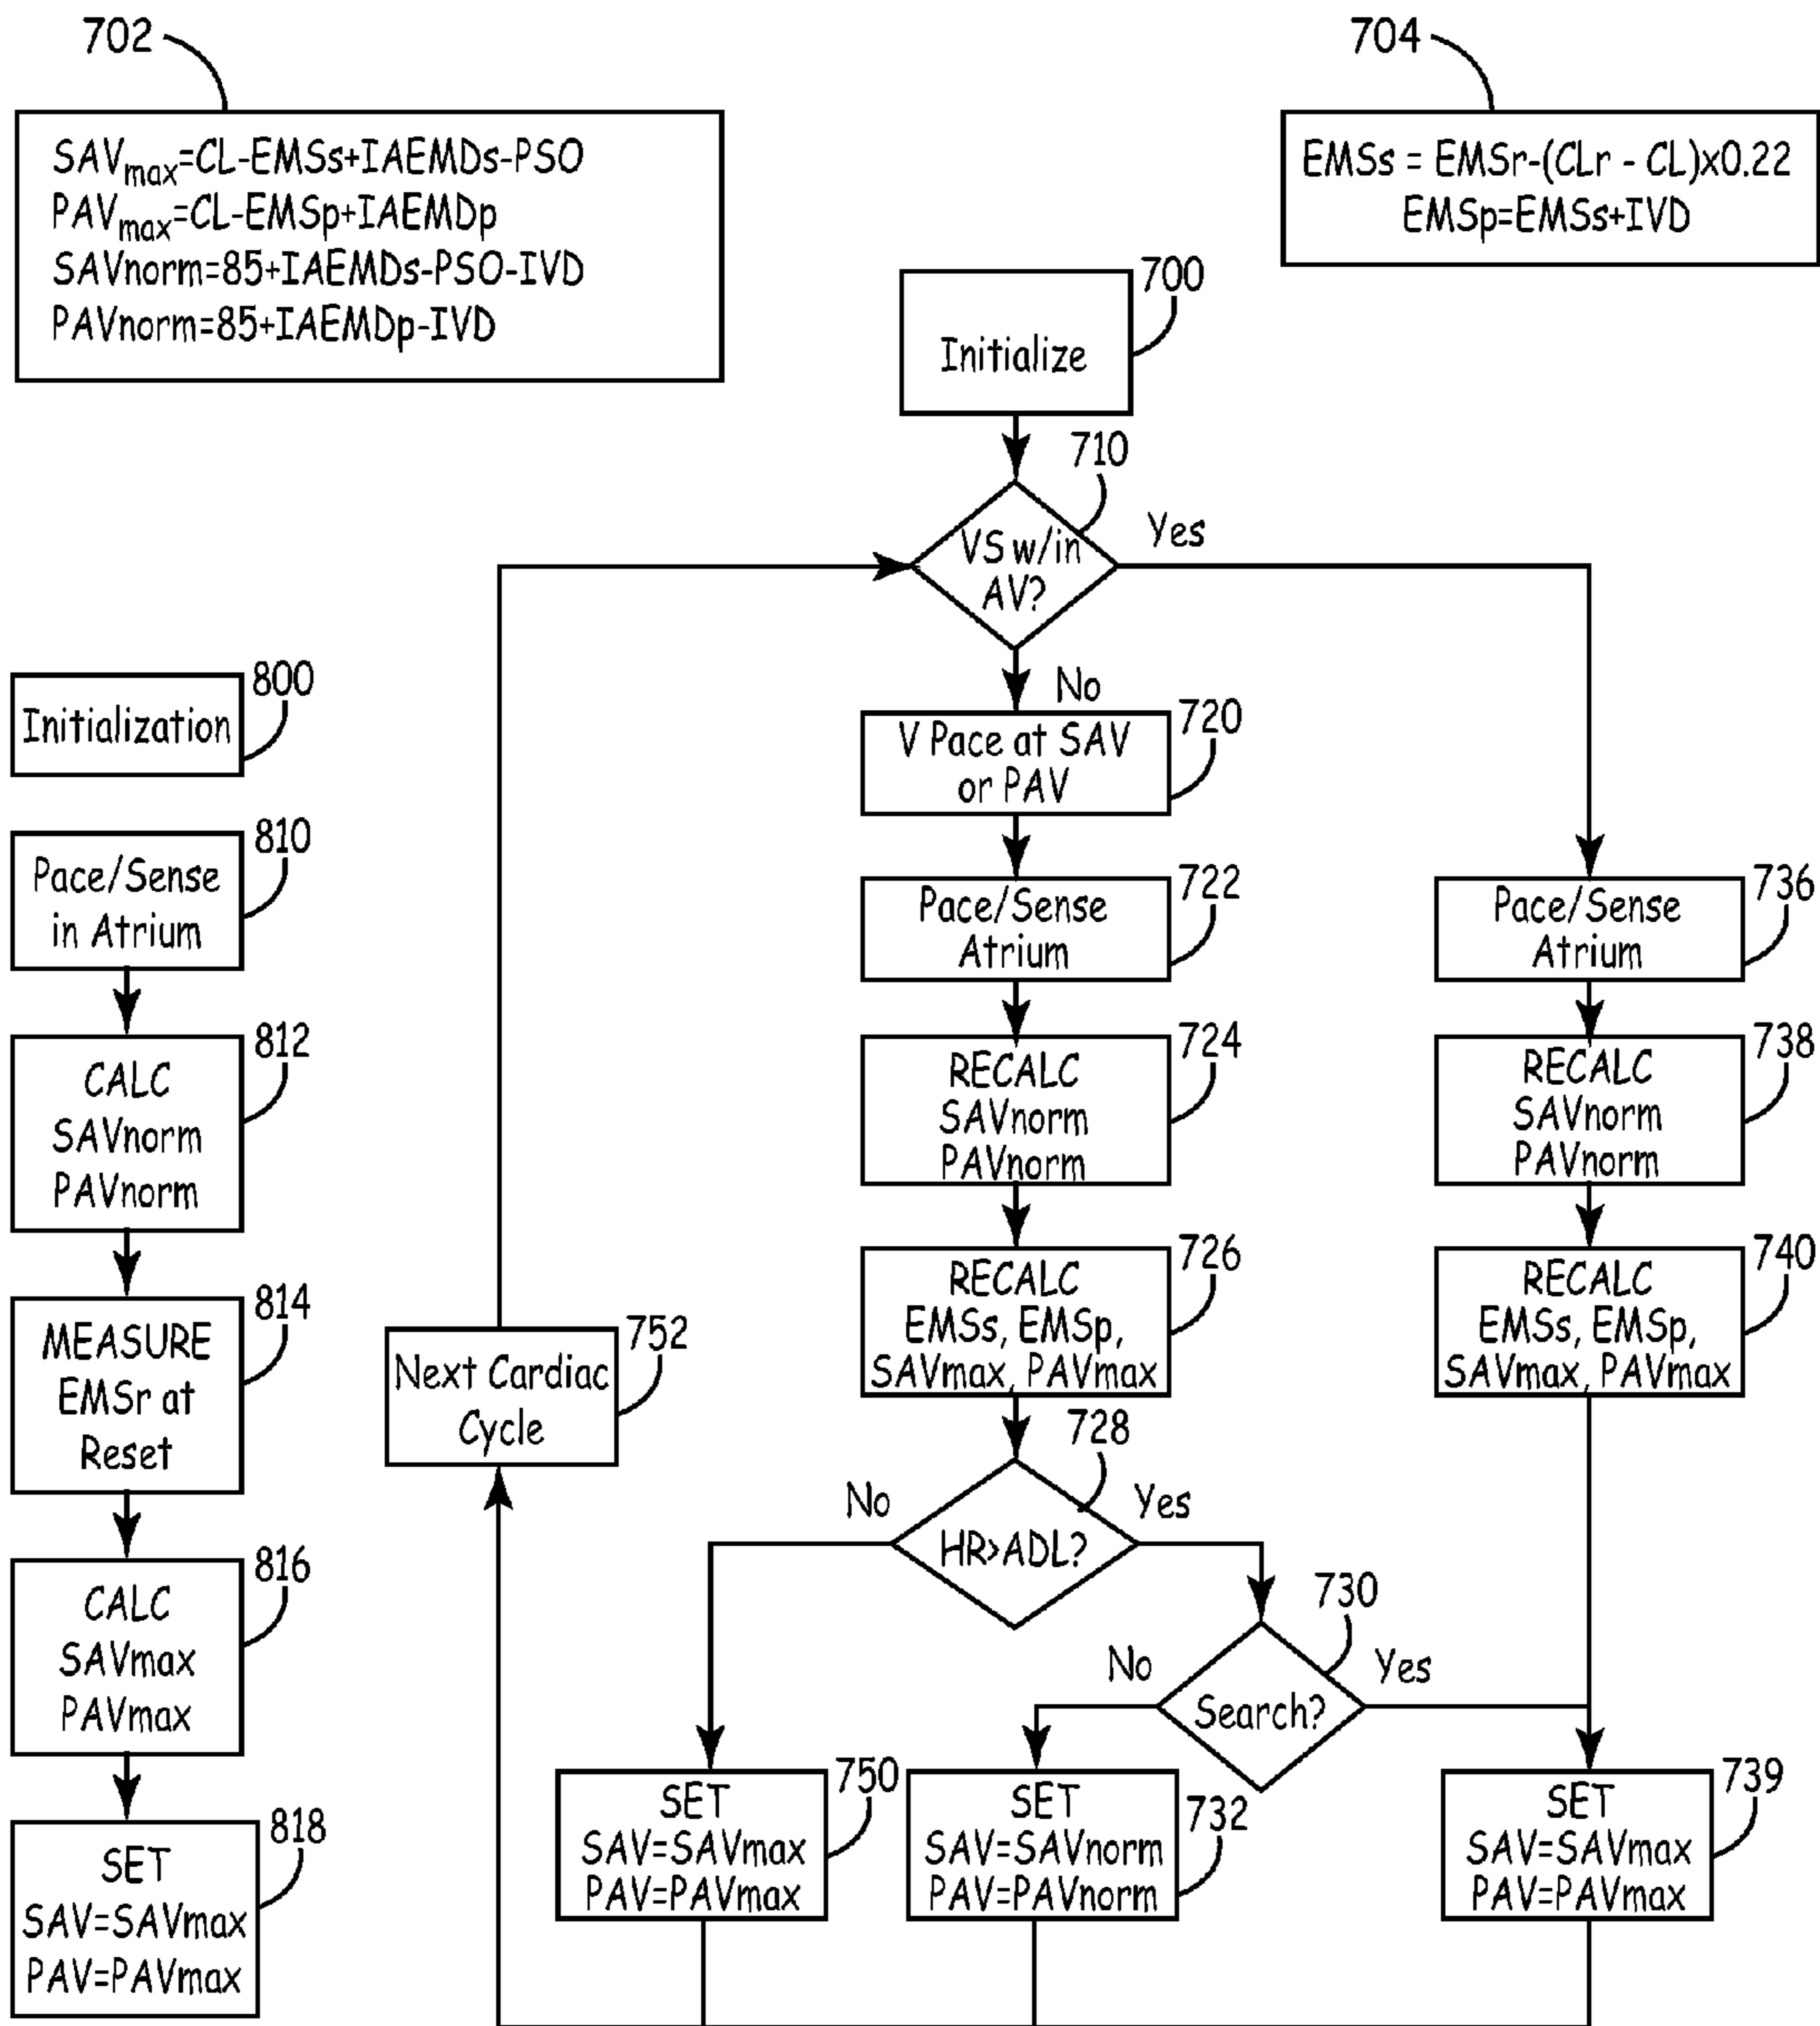 702
SAVmax=CL-EMSs+IAEMDs-PSO
PAVmax=CL-EMSp+IAEMDp
SAVnorm=85+IAEMDs-PSO-IVD
PAVnorm=85+IAEMDp-IVD
704
EMSs = EMSr-(CLr - CL)x0.22
EMSp=EMSs+IVD
700
Initialize
710
VS w/in
AV?
Yes
No
720
V Pace at SAV
or PAV
722
Pace/Sense
Atrium
724
RECALC
SAVnorm
PAVnorm
726
RECALC
EMSs, EMSp,
SAVmax, PAVmax
728
HR>ADL?
No
Yes
730
Search?
No
Yes
736
Pace/Sense
Atrium
738
RECALC
SAVnorm
PAVnorm
740
RECALC
EMSs, EMSp,
SAVmax, PAVmax
750
SET
SAV=SAVmax
PAV=PAVmax
732
SET
SAV=SAVnorm
PAV=PAVnorm
739
SET
SAV=SAVmax
PAV=PAVmax
752
Next Cardiac
Cycle
800
Initialization
810
Pace/Sense
in Atrium
812
CALC
SAVnorm
PAVnorm
814
MEASURE
EMSr at
Reset
816
CALC
SAVmax
PAVmax
818
SET
SAV=SAVmax
PAV=PAVmax